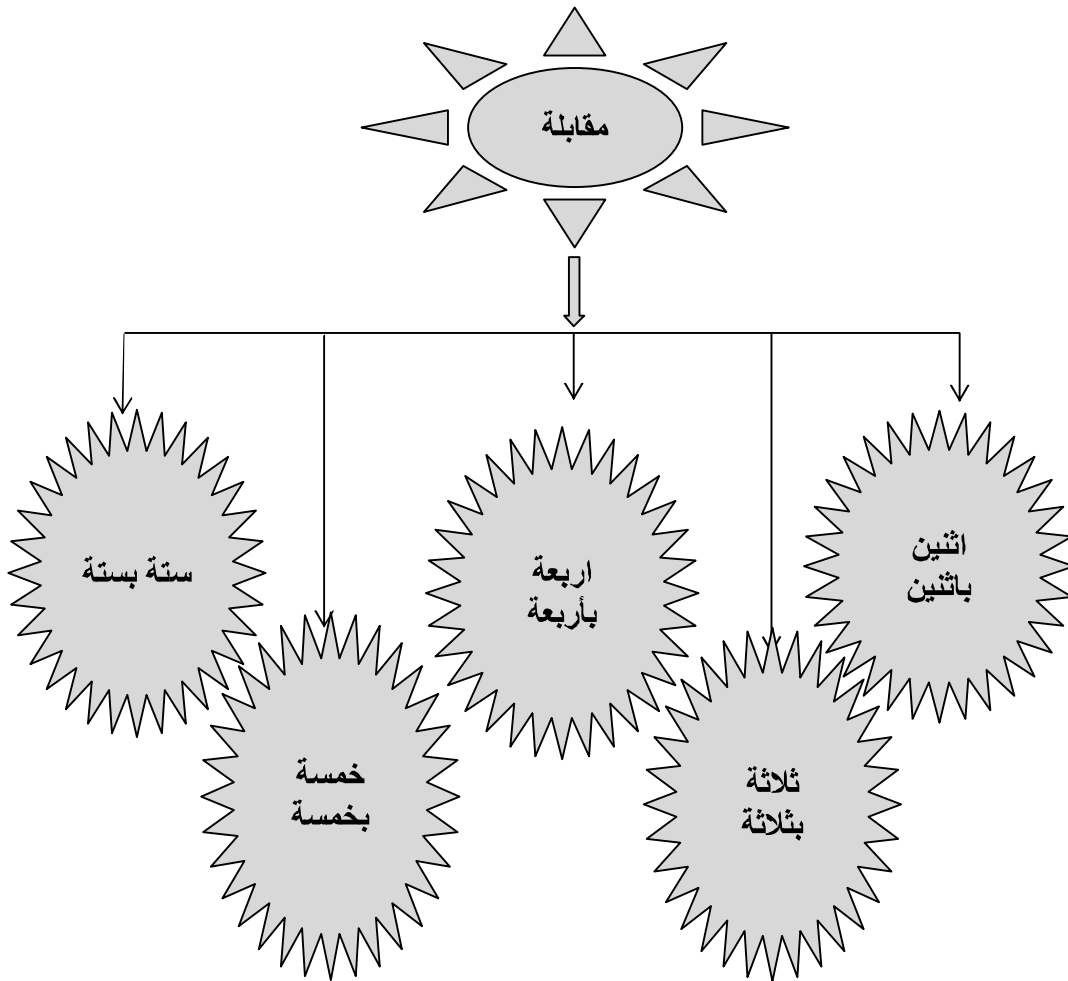 مقابلة
اثنين
باثنين
ثلاثة
بثلاثة
اربعة
بأربعة
خمسة
بخمسة
ستة بستة